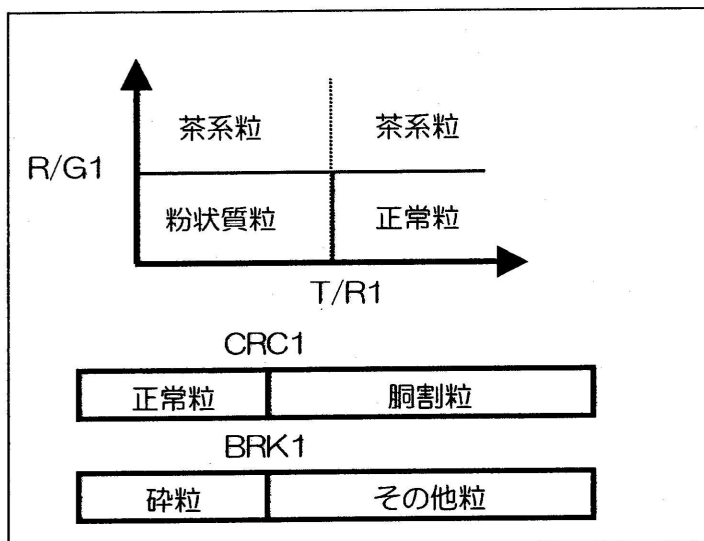 茶系粒 茶系粒
R/G1
粉状質粒 正常粒
T/R1
CRC1
正常粒 胴割粒
BRK1
砕粒 その他粒